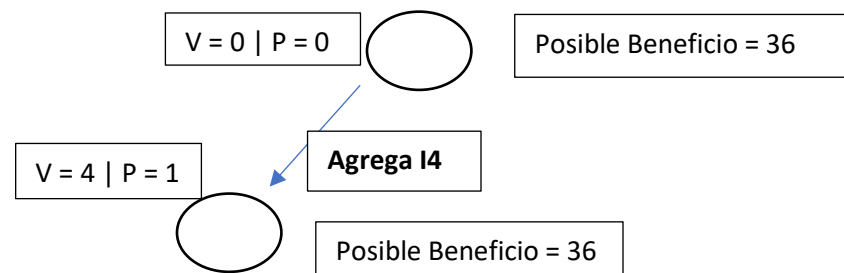 V = 0 | P = 0
Posible Beneficio = 36
Agrega I4
V = 4 | P = 1
Posible Beneficio = 36